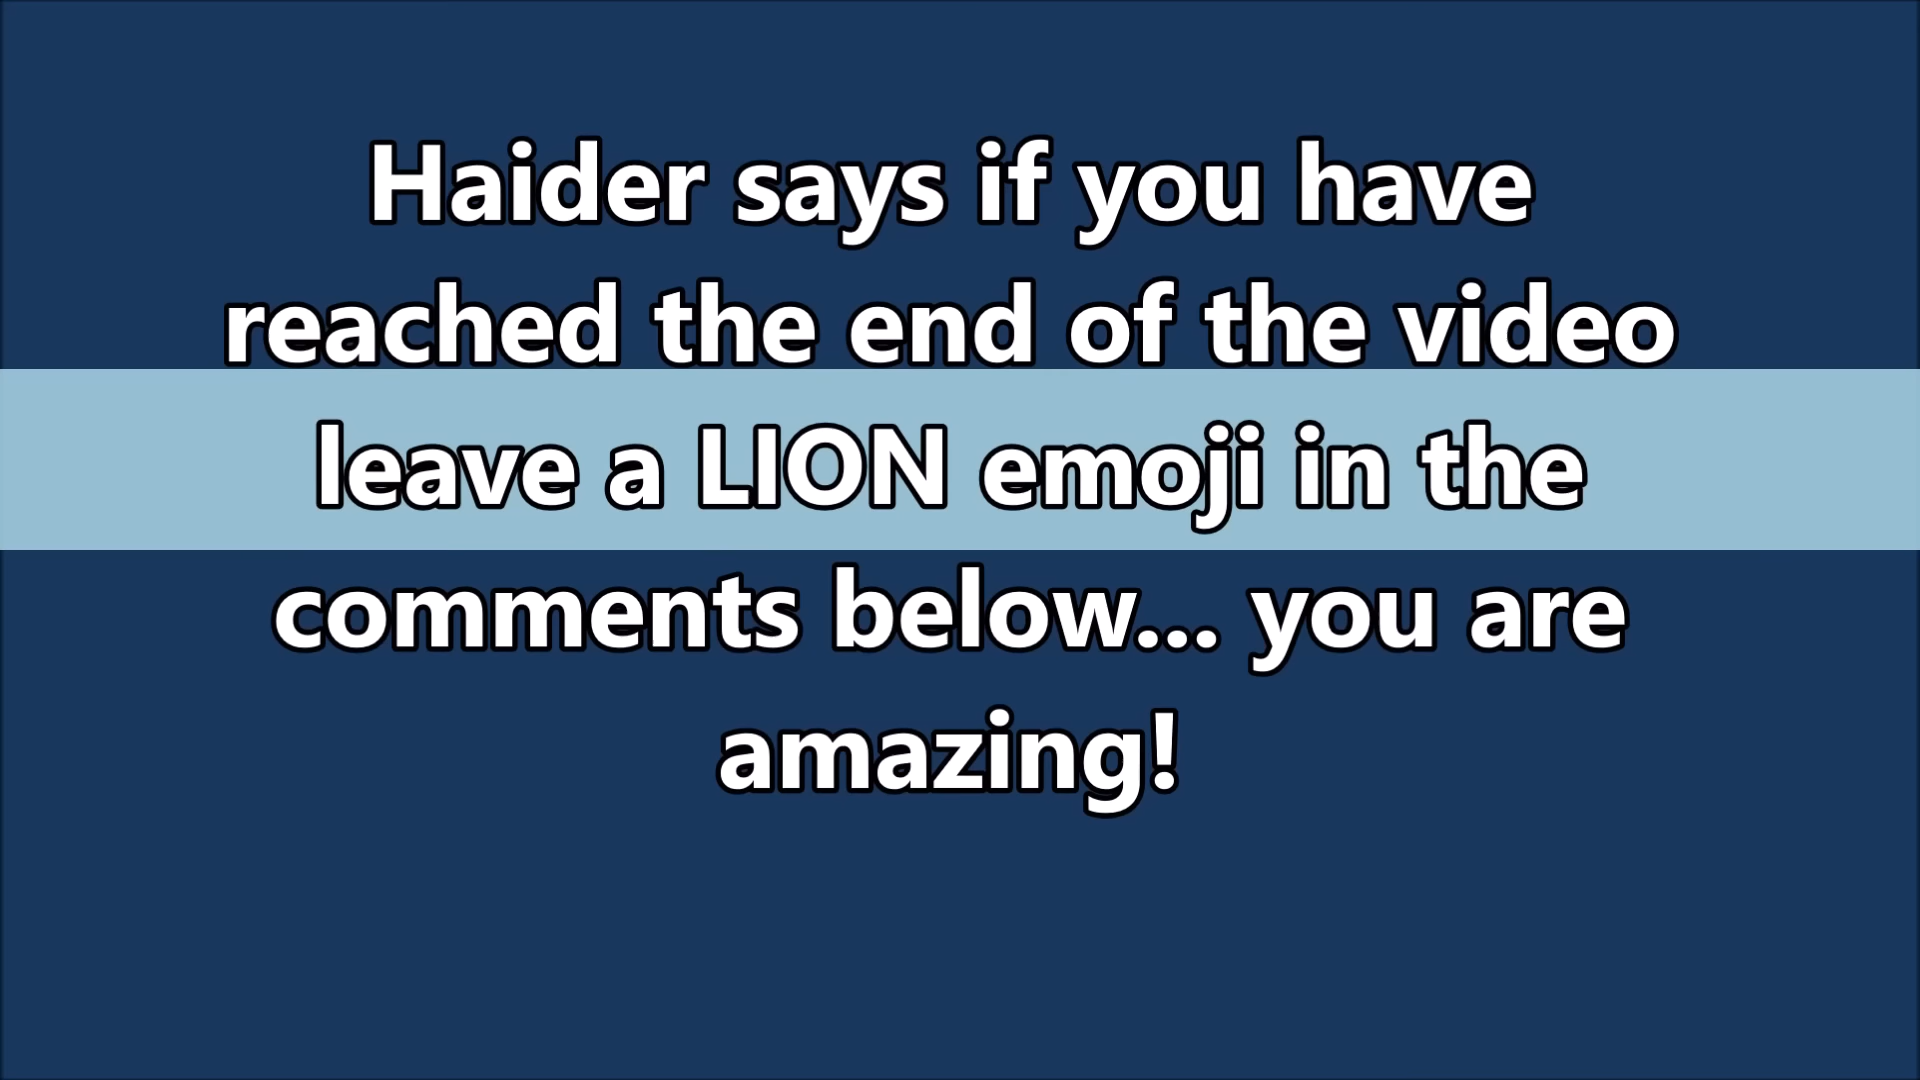 Haider says if you have
reached the end of the video
leave a LION emoji in the
comments below... you are
amazing!